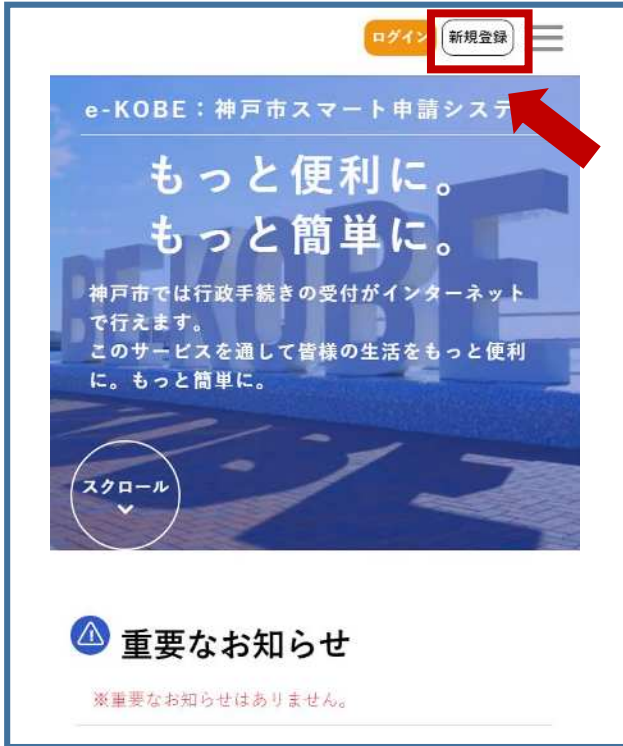 ログイン 新規登録
e-KOBE：神戸市スマート申請システ
もっと便利に。
もっと簡単に。
神戸市では行政手続きの受付がインターネット
で行えます。
このサービスを通して皆様の生活をもっと便利
に。もっと簡単に。
BE KOBE
スクロール
重要なお知らせ
※重要なお知らせはありません。